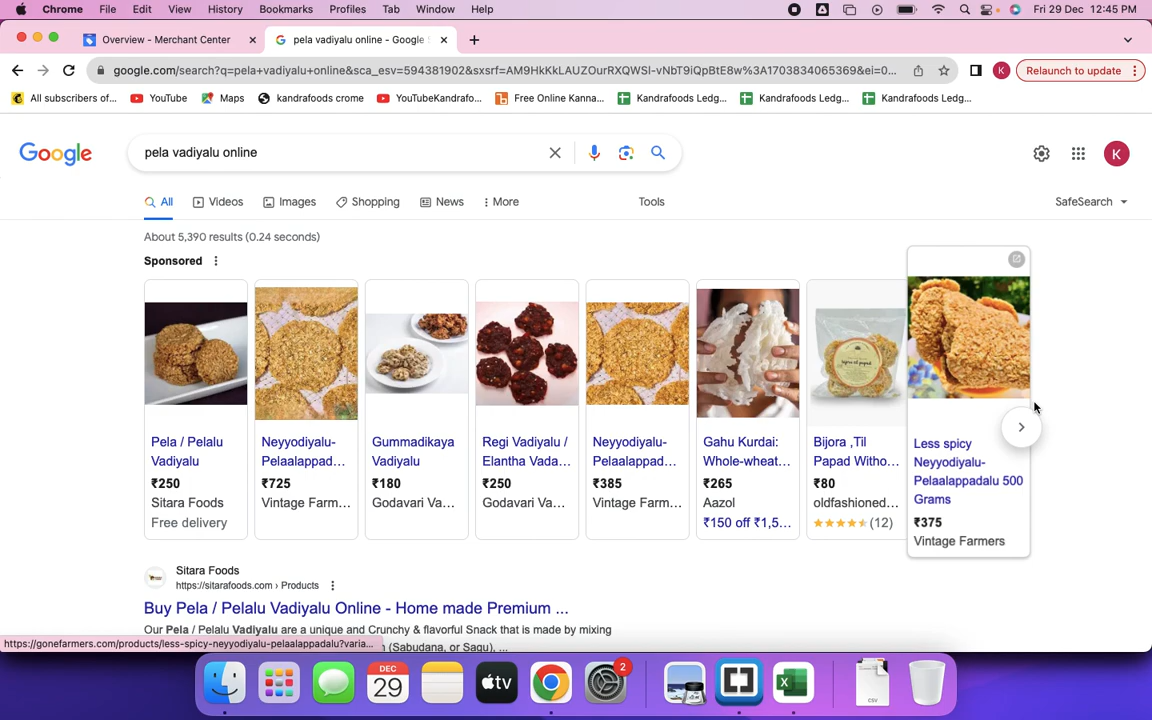 Chrome File Edit View History Bookmarks Profiles Tab Window Help Fri 29 Dec 12:45 PM
Overview - Merchant Center
pela vadiyalu online - Google
google.com/search?q=pela+vadiyalu+online&sca_esv=594381902&sxsrf=AM9HkKkLAUZOurRXQWSI-vNbT9iQpBtE8w%3A1703834065369&ei=0...
K
Relaunch to update
All subscribers of...
YouTube
Maps
kandrafoods crome
YouTubeKandrafo...
Free Online Kanna...
Kandrafoods Ledg...
Kandrafoods Ledg...
Kandrafoods Ledg...
Google
pela vadiyalu online
K
All Videos Images Shopping News More Tools SafeSearch
About 5,390 results (0.24 seconds)
Sponsored
Pela / Pelalu
Vadiyalu
₹250
Sitara Foods
Free delivery
Neyyodiyalu-
Pelaalappad...
₹725
Vintage Farm...
Gummadikaya
Vadiyalu
₹180
Godavari Va...
Regi Vadiyalu /
Elantha Vada...
₹250
Godavari Va...
Neyyodiyalu-
Pelaalappad...
₹385
Vintage Farm...
Gahu Kurdai:
Whole-wheat...
₹265
Aazol
₹150 off ₹1,5...
Bijora ,Til
Papad Witho...
₹80
oldfashioned...
(12)
Less spicy
Neyyodiyalu-
Pelaalappadalu 500
Grams
₹375
Vintage Farmers
Sitara Foods
https://sitarafoods.com › Products
Buy Pela / Pelalu Vadiyalu Online - Home made Premium ...
Our Pela / Pelalu Vadiyalu are a unique and Crunchy & flavorful Snack that is made by mixing
(Sabudana, or Sagu), ...
https://gonefarmers.com/products/less-spicy-neyyodiyalu-pelaalappadalu?varia...
DEC
29
tv
2
CSV